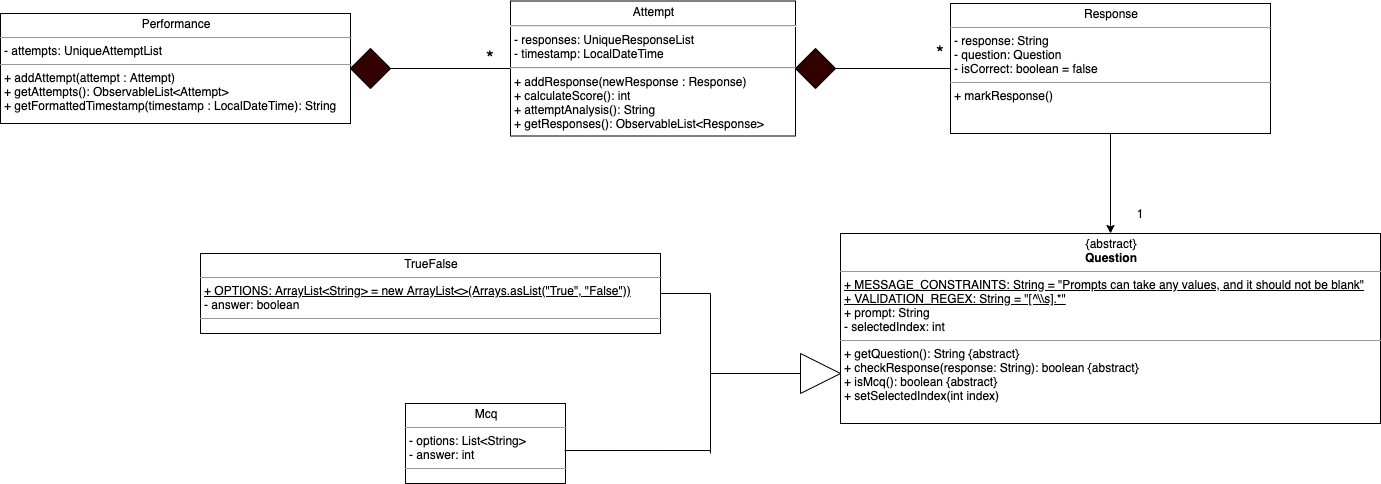 Performance
- attempts: UniqueAttemptList
+ addAttempt(attempt : Attempt)
+ getAttempts(): ObservableList<Attempt>
+ getFormattedTimestamp(timestamp : LocalDateTime): String
*
Attempt
- responses: UniqueResponseList
- timestamp: LocalDateTime
+ addResponse(newResponse : Response)
+ calculateScore(): int
+ attemptAnalysis(): String
+ getResponses(): ObservableList<Response>
*
Response
- response: String
- question: Question
- isCorrect: boolean = false
+ markResponse()
1
{abstract}
Question
+ MESSAGE_CONSTRAINTS: String = "Prompts can take any values, and it should not be blank"
+ VALIDATION_REGEX: String = "[^\\s].*"
+ prompt: String
- selectedIndex: int
+ getQuestion(): String {abstract}
+ checkResponse(response: String): boolean {abstract}
+ isMcq(): boolean {abstract}
+ setSelectedIndex(int index)
TrueFalse
+ OPTIONS: ArrayList<String> = new ArrayList<>(Arrays.asList("True", "False"))
- answer: boolean
Mcq
- options: List<String>
- answer: int